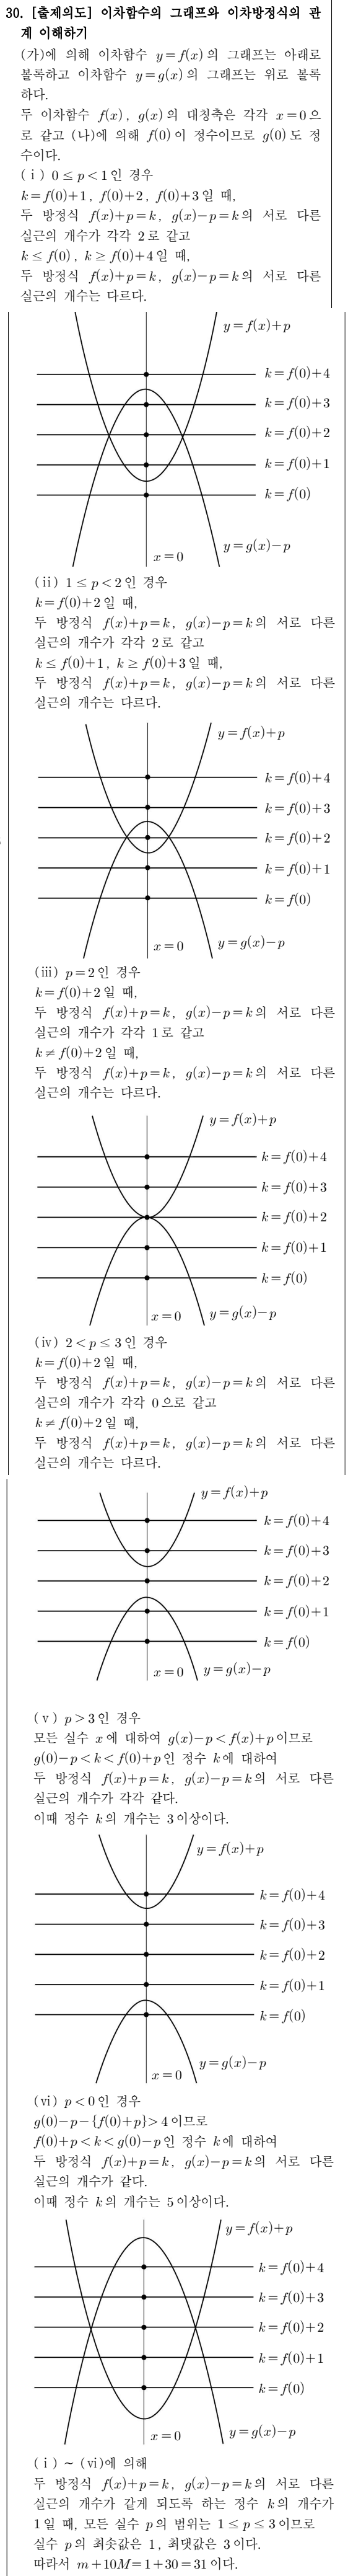 30. [출제의도] 이차함수의 그래프와 이차방정식의 관
계 이해하기
(가)에 의해 이차함수 y=f(x)의 그래프는 아래로
볼록하고 이차함수 y=g(x)의 그래프는 위로 볼록
하다.
두 이차함수 f(x), g(x)의 대칭축은 각각 x=0으
로 같고 (나)에 의해 f(0)이 정수이므로 g(0)도 정
수이다.
(ⅰ) 0≤p<1인 경우
k=f(0)+1, f(0)+2, f(0)+3일 때,
두 방정식 f(x)+p=k, g(x)-p=k의 서로 다른
실근의 개수가 각각 2로 같고
k≤f(0), k≥f(0)+4일 때,
두 방정식 f(x)+p=k, g(x)-p=k의 서로 다른
실근의 개수는 다르다.
y=f(x)+p
k=f(0)+4
k=f(0)+3
k=f(0)+2
k=f(0)+1
k=f(0)
x=0
y=g(x)-p
(ⅱ) 1≤p<2인 경우
k=f(0)+2일 때,
두 방정식 f(x)+p=k, g(x)-p=k의 서로 다른
실근의 개수가 각각 2로 같고
k≤f(0)+1, k≥f(0)+3일 때,
두 방정식 f(x)+p=k, g(x)-p=k의 서로 다른
실근의 개수는 다르다.
y=f(x)+p
k=f(0)+4
k=f(0)+3
k=f(0)+2
k=f(0)+1
k=f(0)
x=0
y=g(x)-p
(ⅲ) p=2인 경우
k=f(0)+2일 때,
두 방정식 f(x)+p=k, g(x)-p=k의 서로 다른
실근의 개수가 각각 1로 같고
k≠f(0)+2일 때,
두 방정식 f(x)+p=k, g(x)-p=k의 서로 다른
실근의 개수는 다르다.
y=f(x)+p
k=f(0)+4
k=f(0)+3
k=f(0)+2
k=f(0)+1
k=f(0)
x=0
y=g(x)-p
(ⅳ) 2<p≤3인 경우
k=f(0)+2일 때,
두 방정식 f(x)+p=k, g(x)-p=k의 서로 다른
실근의 개수가 각각 0으로 같고
k≠f(0)+2일 때,
두 방정식 f(x)+p=k, g(x)-p=k의 서로 다른
실근의 개수는 다르다.
y=f(x)+p
k=f(0)+4
k=f(0)+3
k=f(0)+2
k=f(0)+1
k=f(0)
x=0
y=g(x)-p
(ⅴ) p>3인 경우
모든 실수 x에 대하여 g(x)-p<f(x)+p이므로
g(0)-p<k<f(0)+p인 정수 k에 대하여
두 방정식 f(x)+p=k, g(x)-p=k의 서로 다른
실근의 개수가 각각 같다.
이때 정수 k의 개수는 3이상이다.
y=f(x)+p
k=f(0)+4
k=f(0)+3
k=f(0)+2
k=f(0)+1
k=f(0)
x=0
y=g(x)-p
(ⅵ) p<0인 경우
g(0)-p-{f(0)+p}>4이므로
f(0)+p<k<g(0)-p인 정수 k에 대하여
두 방정식 f(x)+p=k, g(x)-p=k의 서로 다른
실근의 개수가 같다.
이때 정수 k의 개수는 5이상이다.
y=f(x)+p
k=f(0)+4
k=f(0)+3
k=f(0)+2
k=f(0)+1
k=f(0)
x=0
y=g(x)-p
(ⅰ) ~ (ⅵ)에 의해
두 방정식 f(x)+p=k, g(x)-p=k의 서로 다른
실근의 개수가 같게 되도록 하는 정수 k의 개수가
1일 때, 모든 실수 p의 범위는 1≤p≤3이므로
실수 p의 최솟값은 1, 최댓값은 3이다.
따라서 m+10M=1+30=31이다.